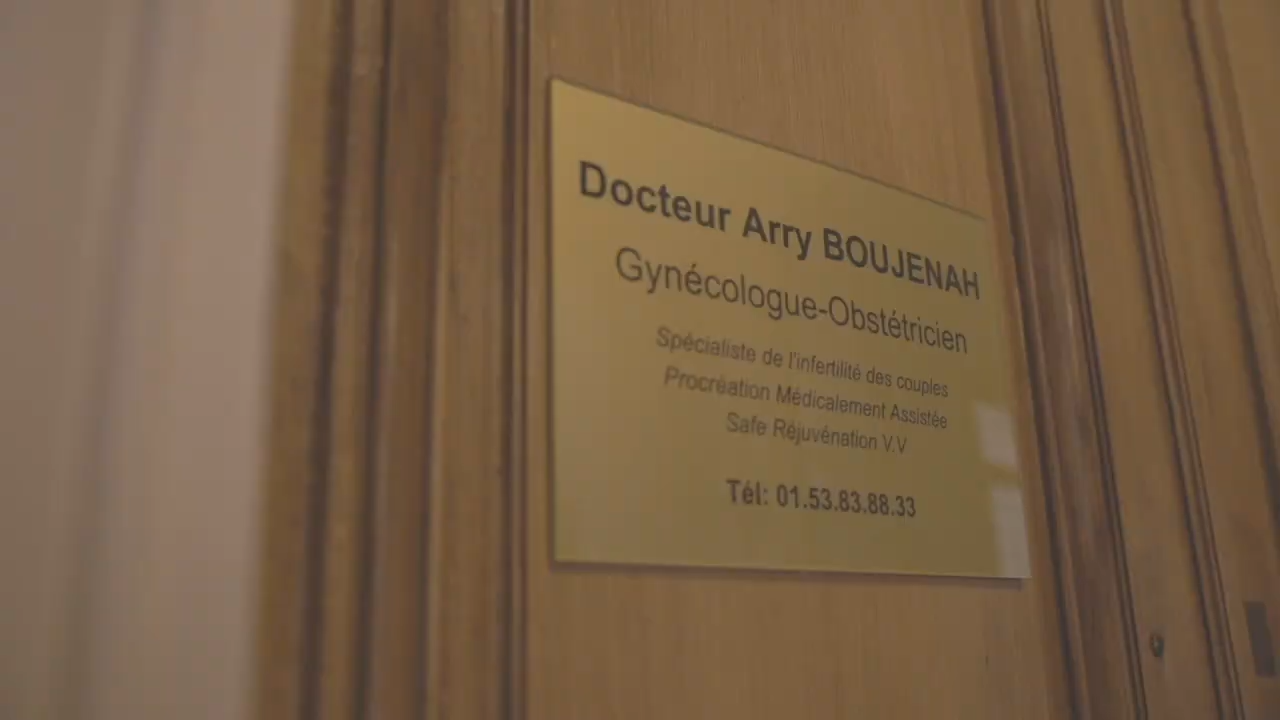 Docteur Arry BOUJENAH
Gynécologue-Obstétricien
Spécialiste de l'infertilité des couples
Procréation Médicalement Assistée
Safe Réjuvénation V.V
Tél: 01.53.83.88.33